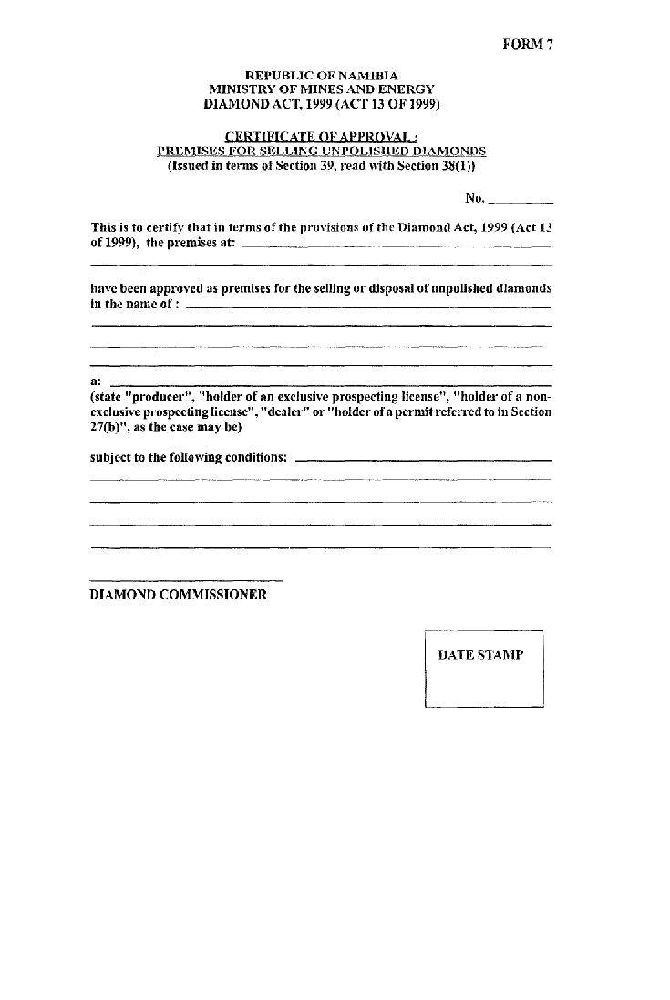 FORM 7
REPUBLIC OF NAMIBIA
MINISTRY OF MINES AND ENERGY
DIAMOND ACT, 1999 (ACT 13 OF 1999)
CERTIFICATE OF APPROVAL :
PREMISES FOR SELLING UNPOLISHED DIAMONDS
(Issued in terms of Section 39, read with Section 38(1))
No. ________
This is to certify that in terms of the provisions of the Diamond Act, 1999 (Act 13
of 1999), the premises at: ________
have been approved as premises for the selling or disposal of unpolished diamonds
in the name of : ________
a: ________
(state "producer", "holder of an exclusive prospecting license", "holder of a non-
exclusive prospecting license", "dealer" or "holder of a permit referred to in Section
27(b)", as the case may be)
subject to the following conditions: ________
DIAMOND COMMISSIONER
DATE STAMP